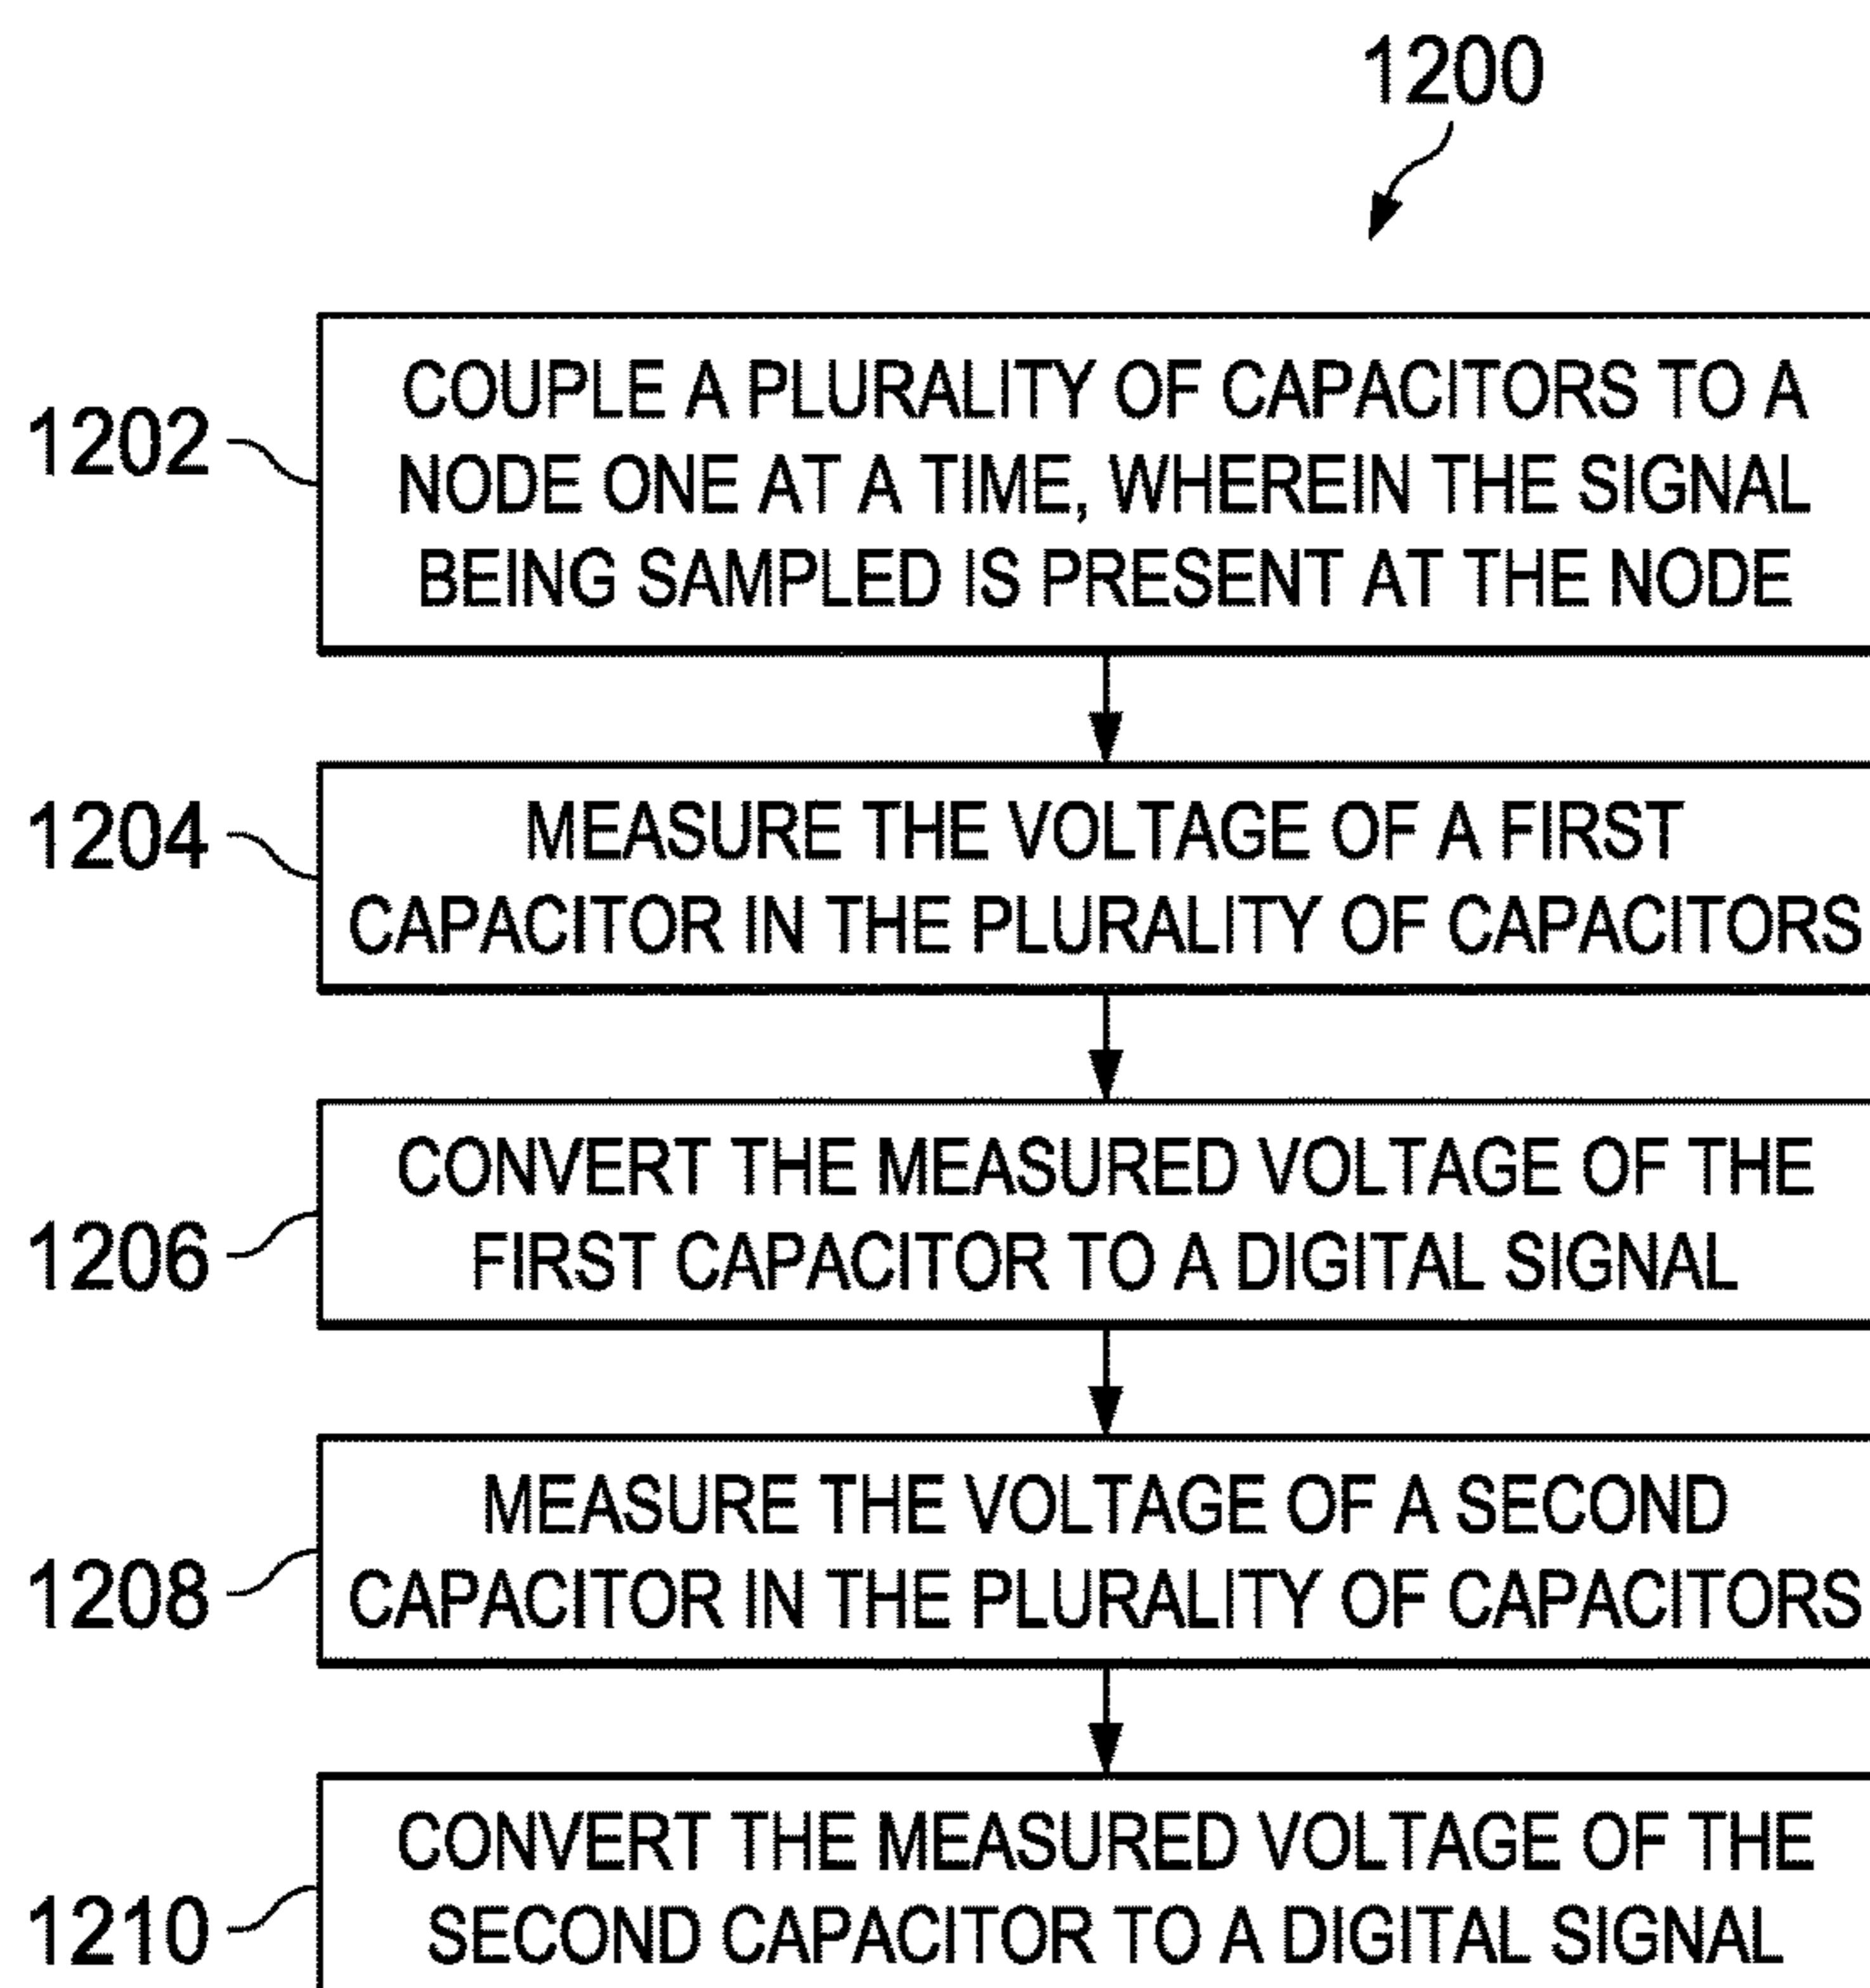 1200
1202
COUPLE A PLURALITY OF CAPACITORS TO A
NODE ONE AT A TIME, WHEREIN THE SIGNAL
BEING SAMPLED IS PRESENT AT THE NODE
1204
MEASURE THE VOLTAGE OF A FIRST
CAPACITOR IN THE PLURALITY OF CAPACITORS
1206
CONVERT THE MEASURED VOLTAGE OF THE
FIRST CAPACITOR TO A DIGITAL SIGNAL
1208
MEASURE THE VOLTAGE OF A SECOND
CAPACITOR IN THE PLURALITY OF CAPACITORS
1210
CONVERT THE MEASURED VOLTAGE OF THE
SECOND CAPACITOR TO A DIGITAL SIGNAL